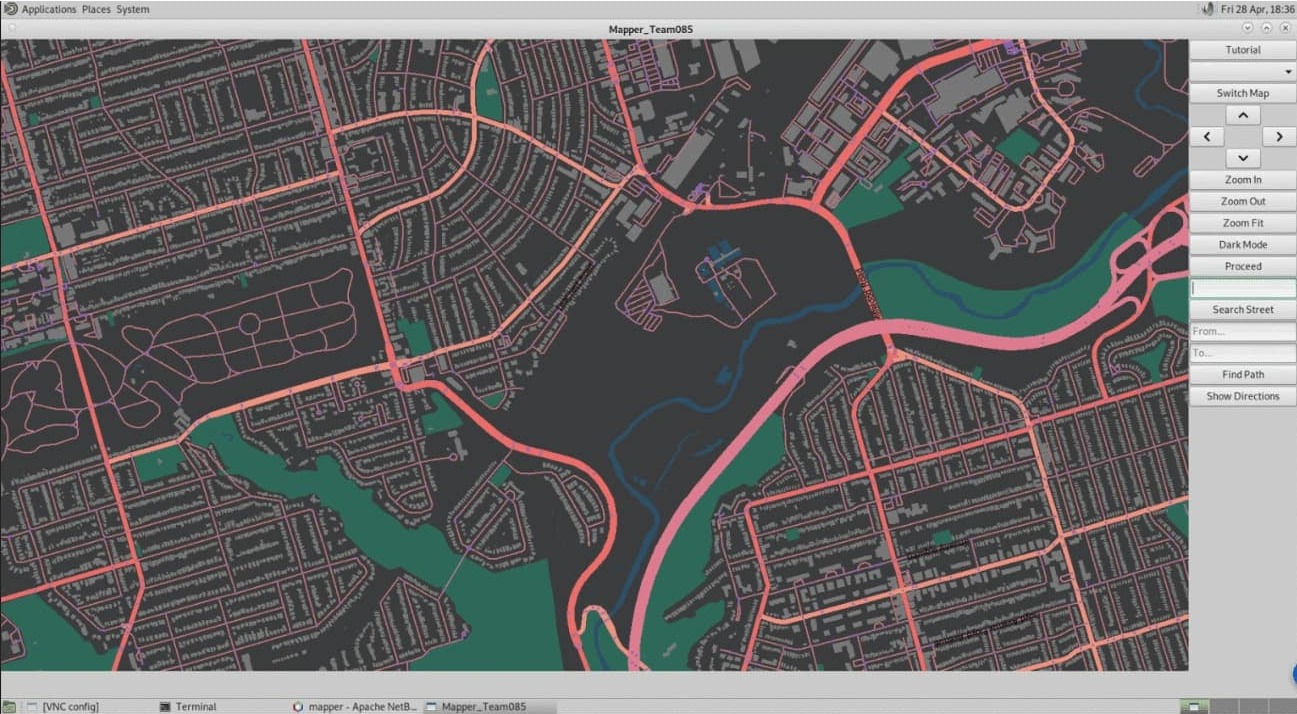 Applications Places System
Fri 28 Apr, 18:36
Mapper_Team085
Tutorial
Switch Map
Zoom In
Zoom Out
Zoom Fit
Dark Mode
Proceed
Search Street
From...
To...
Find Path
Show Directions
[VNC config]
Terminal
mapper - Apache NetB...
Mapper_Team085